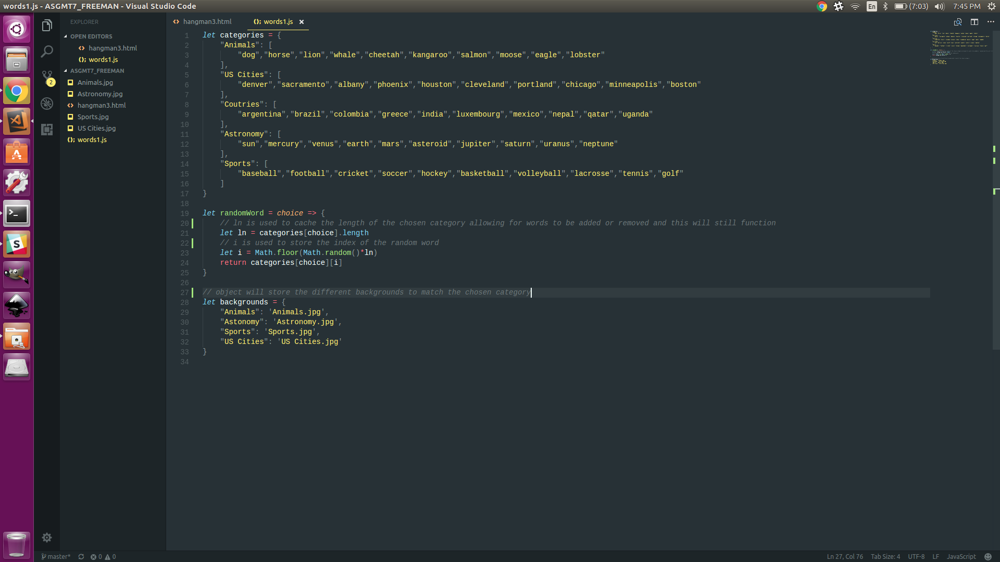 words1.js - ASGMT7_FREEMAN - Visual Studio Code
En
(7:03)
7:45 PM
EXPLORER
OPEN EDITORS
hangman3.html
words1.js
ASGMT7_FREEMAN
Animals.jpg
Astronomy.jpg
hangman3.html
Sports.jpg
US Cities.jpg
words1.js
2
hangman3.html
words1.js
1 let categories = {
2 "Animals": [
3 "dog","horse","lion","whale","cheetah","kangaroo","salmon","moose","eagle","lobster"
4 ],
5 "US Cities": [
6 "denver","sacramento","albany","phoenix","houston","cleveland","portland","chicago","minneapolis","boston"
7 ],
8 "Coutries": [
9 "argentina","brazil","colombia","greece","india","luxembourg","mexico","nepal","qatar","uganda"
10 ],
11 "Astronomy": [
12 "sun","mercury","venus","earth","mars","asteroid","jupiter","saturn","uranus","neptune"
13 ],
14 "Sports": [
15 "baseball","football","cricket","soccer","hockey","basketball","volleyball","lacrosse","tennis","golf"
16 ]
17 }
18
19 let randomWord = choice => {
20 // ln is used to cache the length of the chosen category allowing for words to be added or removed and this will still function
21 let ln = categories[choice].length
22 // i is used to store the index of the random word
23 let i = Math.floor(Math.random()*ln)
24 return categories[choice][i]
25 }
26
27 // object will store the different backgrounds to match the chosen category
28 let backgrounds = {
29 "Animals": 'Animals.jpg',
30 "Astonomy": 'Astronomy.jpg',
31 "Sports": 'Sports.jpg',
32 "US Cities": 'US Cities.jpg'
33 }
34
master* 0 0
Ln 27, Col 76 Tab Size: 4 UTF-8 LF JavaScript